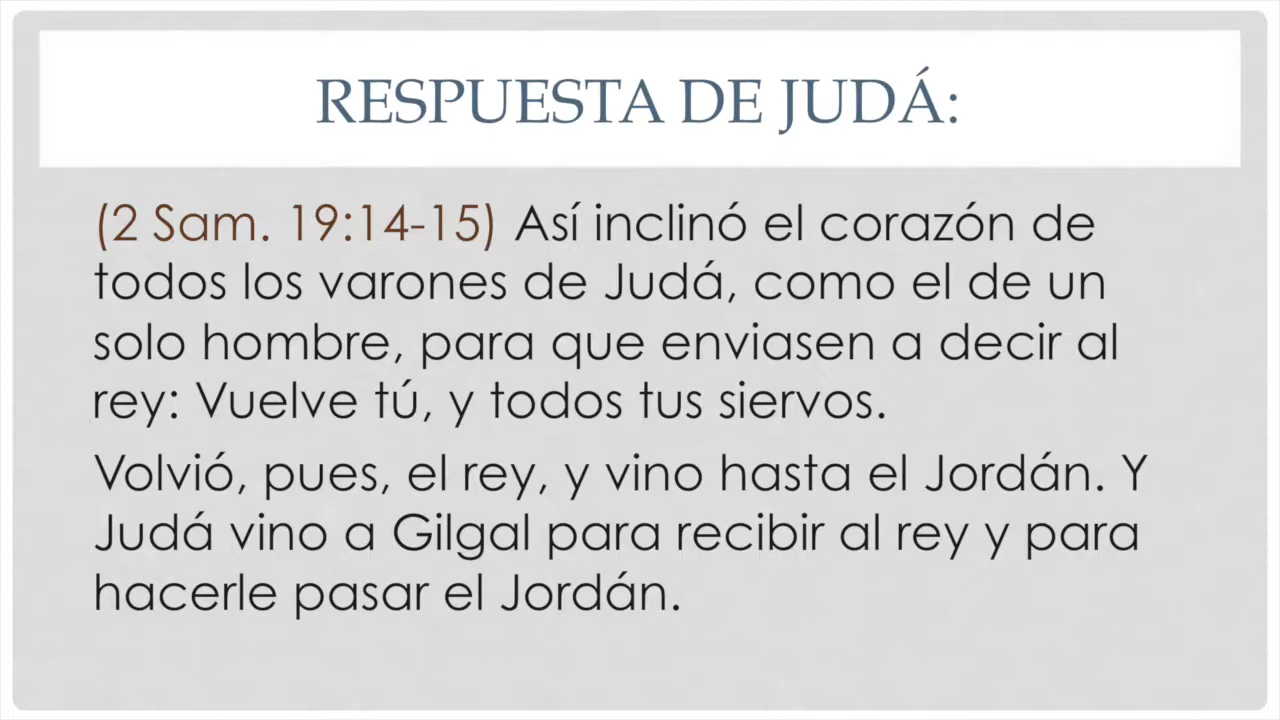 RESPUESTA DE JUDÁ:
(2 Sam. 19:14-15) Así inclinó el corazón de
todos los varones de Judá, como el de un
solo hombre, para que enviasen a decir al
rey: Vuelve tú, y todos tus siervos.
Volvió, pues, el rey, y vino hasta el Jordán. Y
Judá vino a Gilgal para recibir al rey y para
hacerle pasar el Jordán.